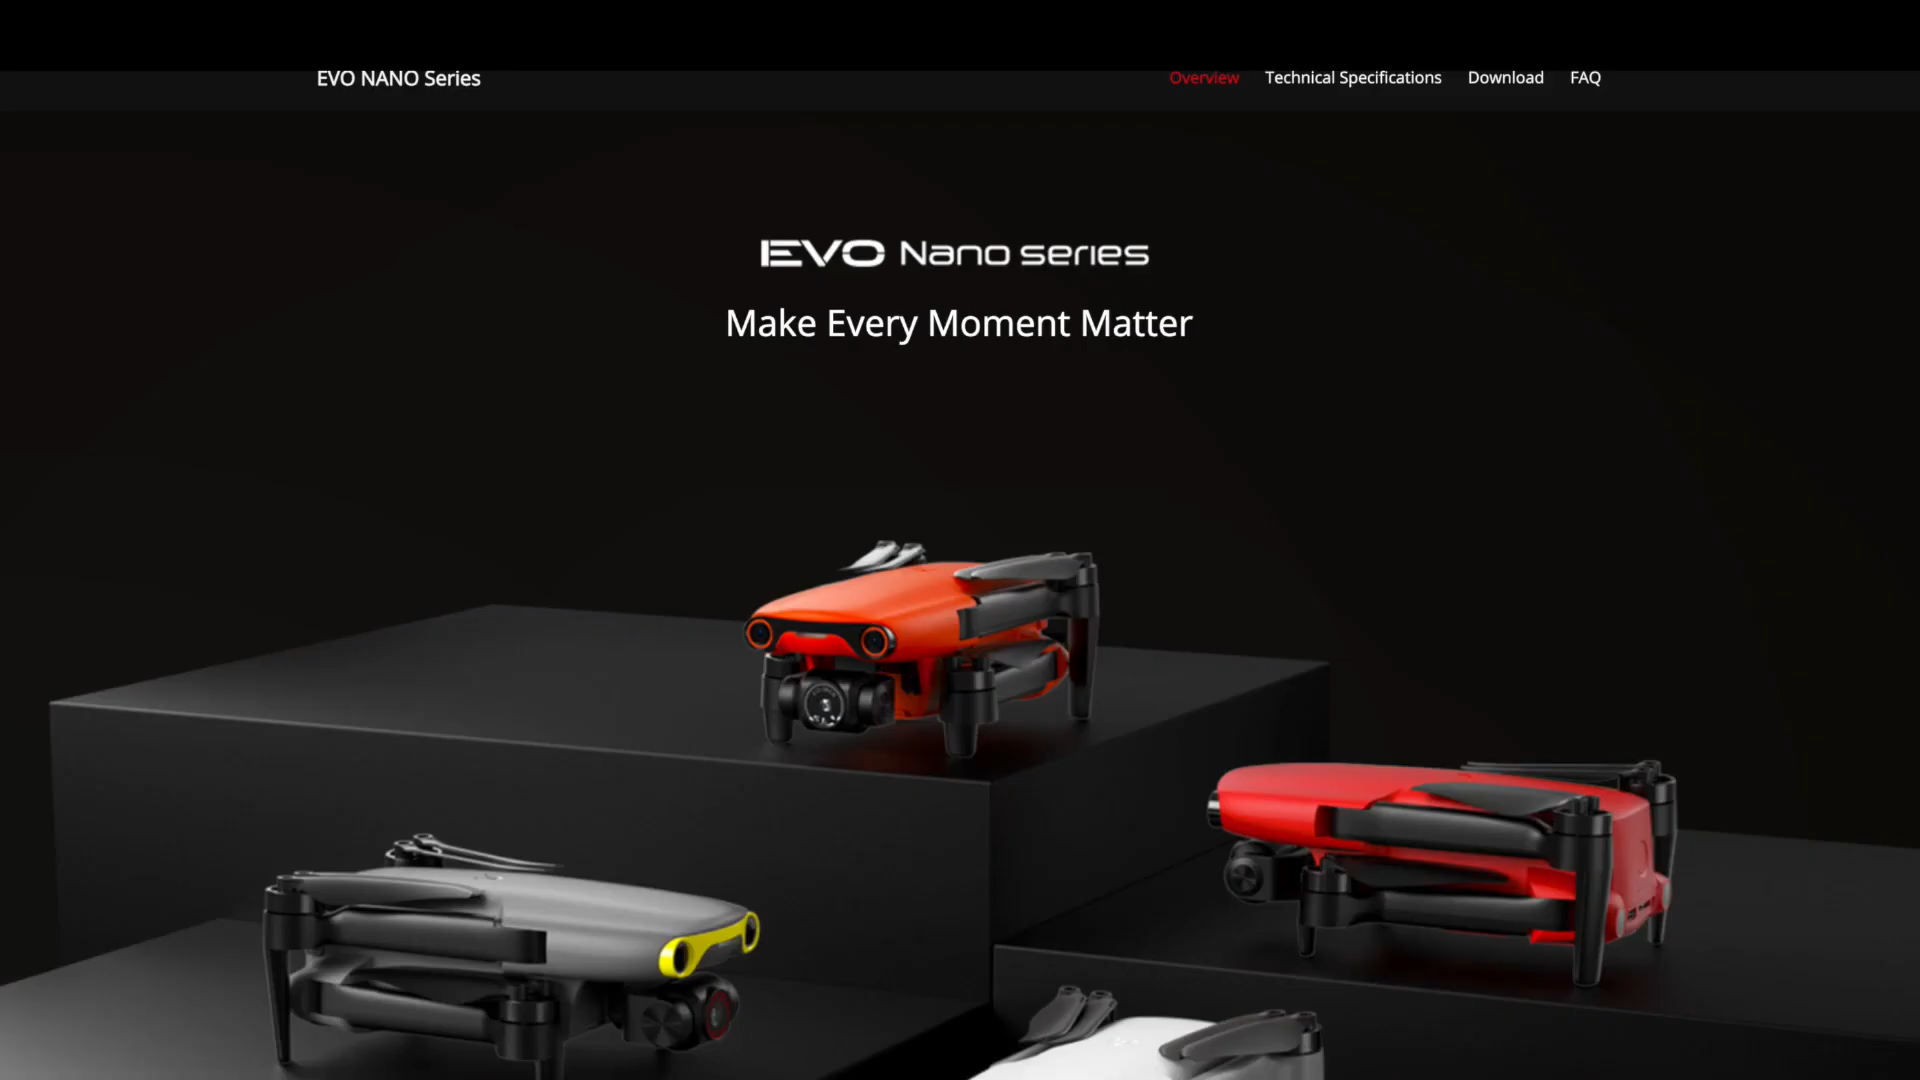 EVO NANO Series
Overview Technical Specifications Download FAQ
EVO Nano series
Make Every Moment Matter